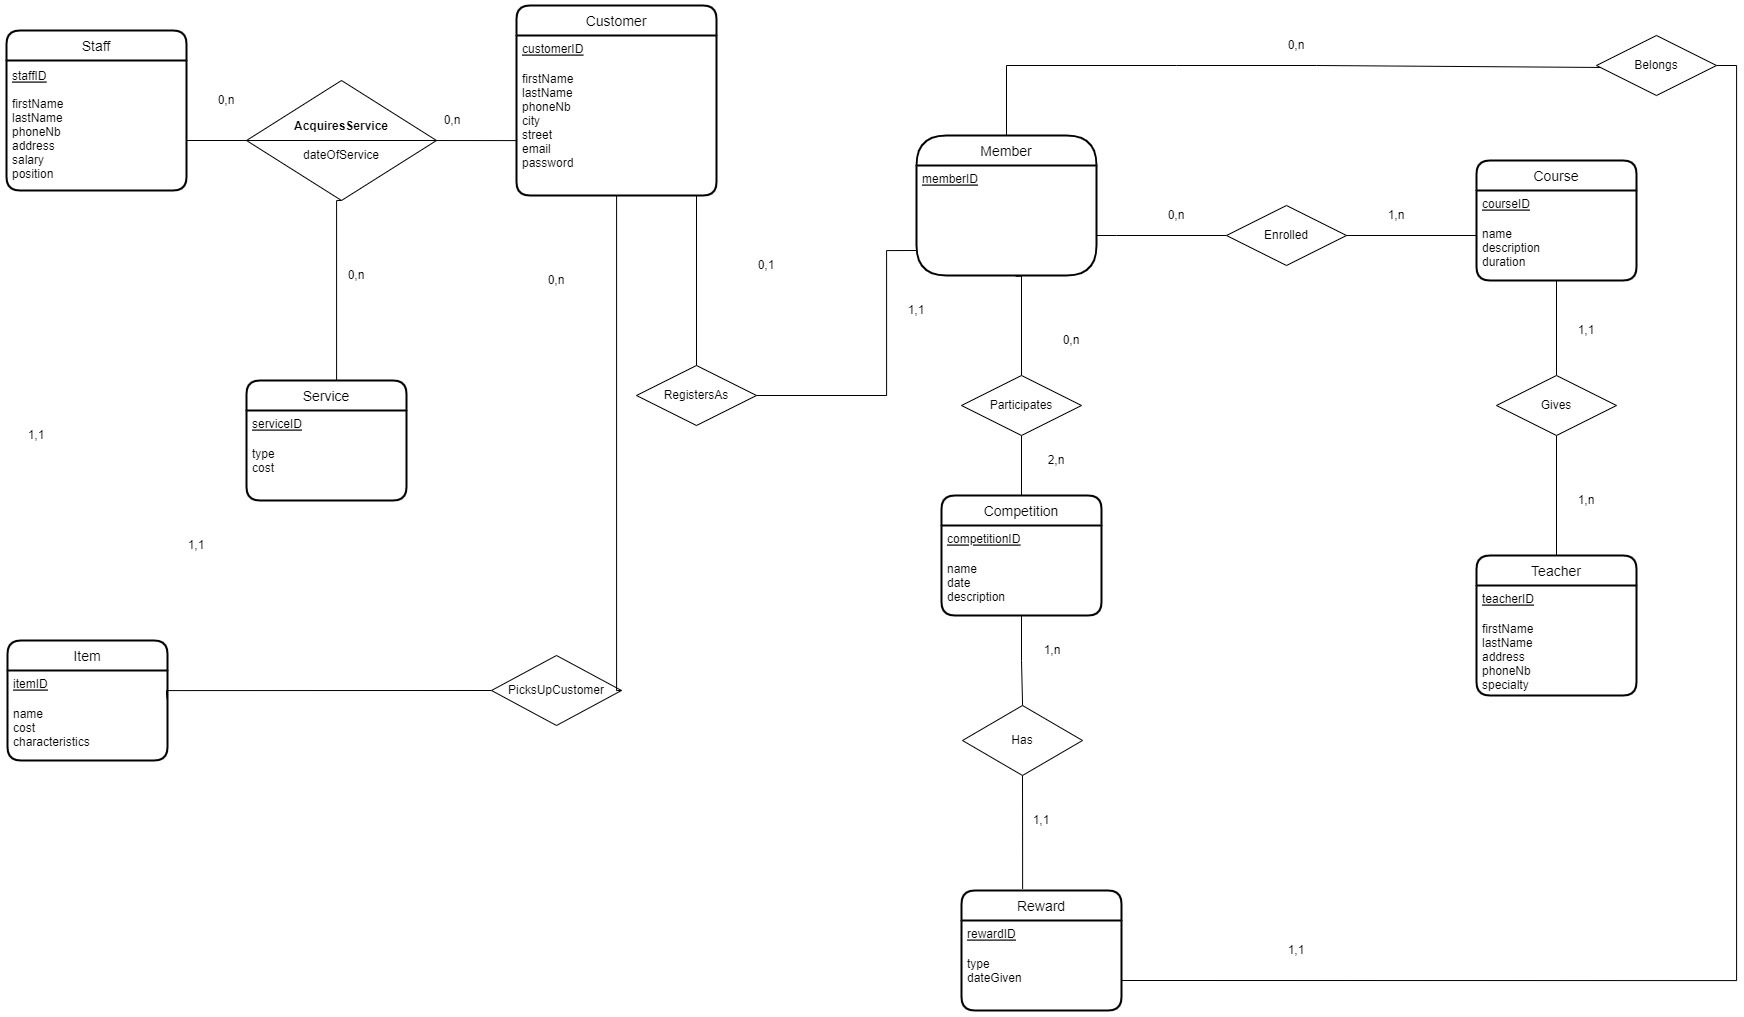 Staff
staffID
firstName
lastName
phoneNb
address
salary
position
0,n
AcquiresService
dateOfService
0,n
0,n
Customer
customerID
firstName
lastName
phoneNb
city
street
email
password
0,n
0,1
Service
serviceID
type
cost
1,1
1,1
Item
itemID
name
cost
characteristics
PicksUpCustomer
RegistersAs
1,1
Member
memberID
0,n
Belongs
0,n
Enrolled
1,n
Course
courseID
name
description
duration
1,1
Gives
1,n
Teacher
teacherID
firstName
lastName
address
phoneNb
specialty
0,n
Participates
2,n
Competition
competitionID
name
date
description
1,n
Has
1,1
Reward
rewardID
type
dateGiven
1,1